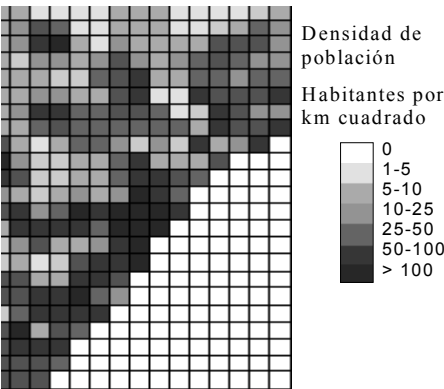 Densidad de
población
Habitantes por
km cuadrado
0
1-5
5-10
10-25
25-50
50-100
> 100